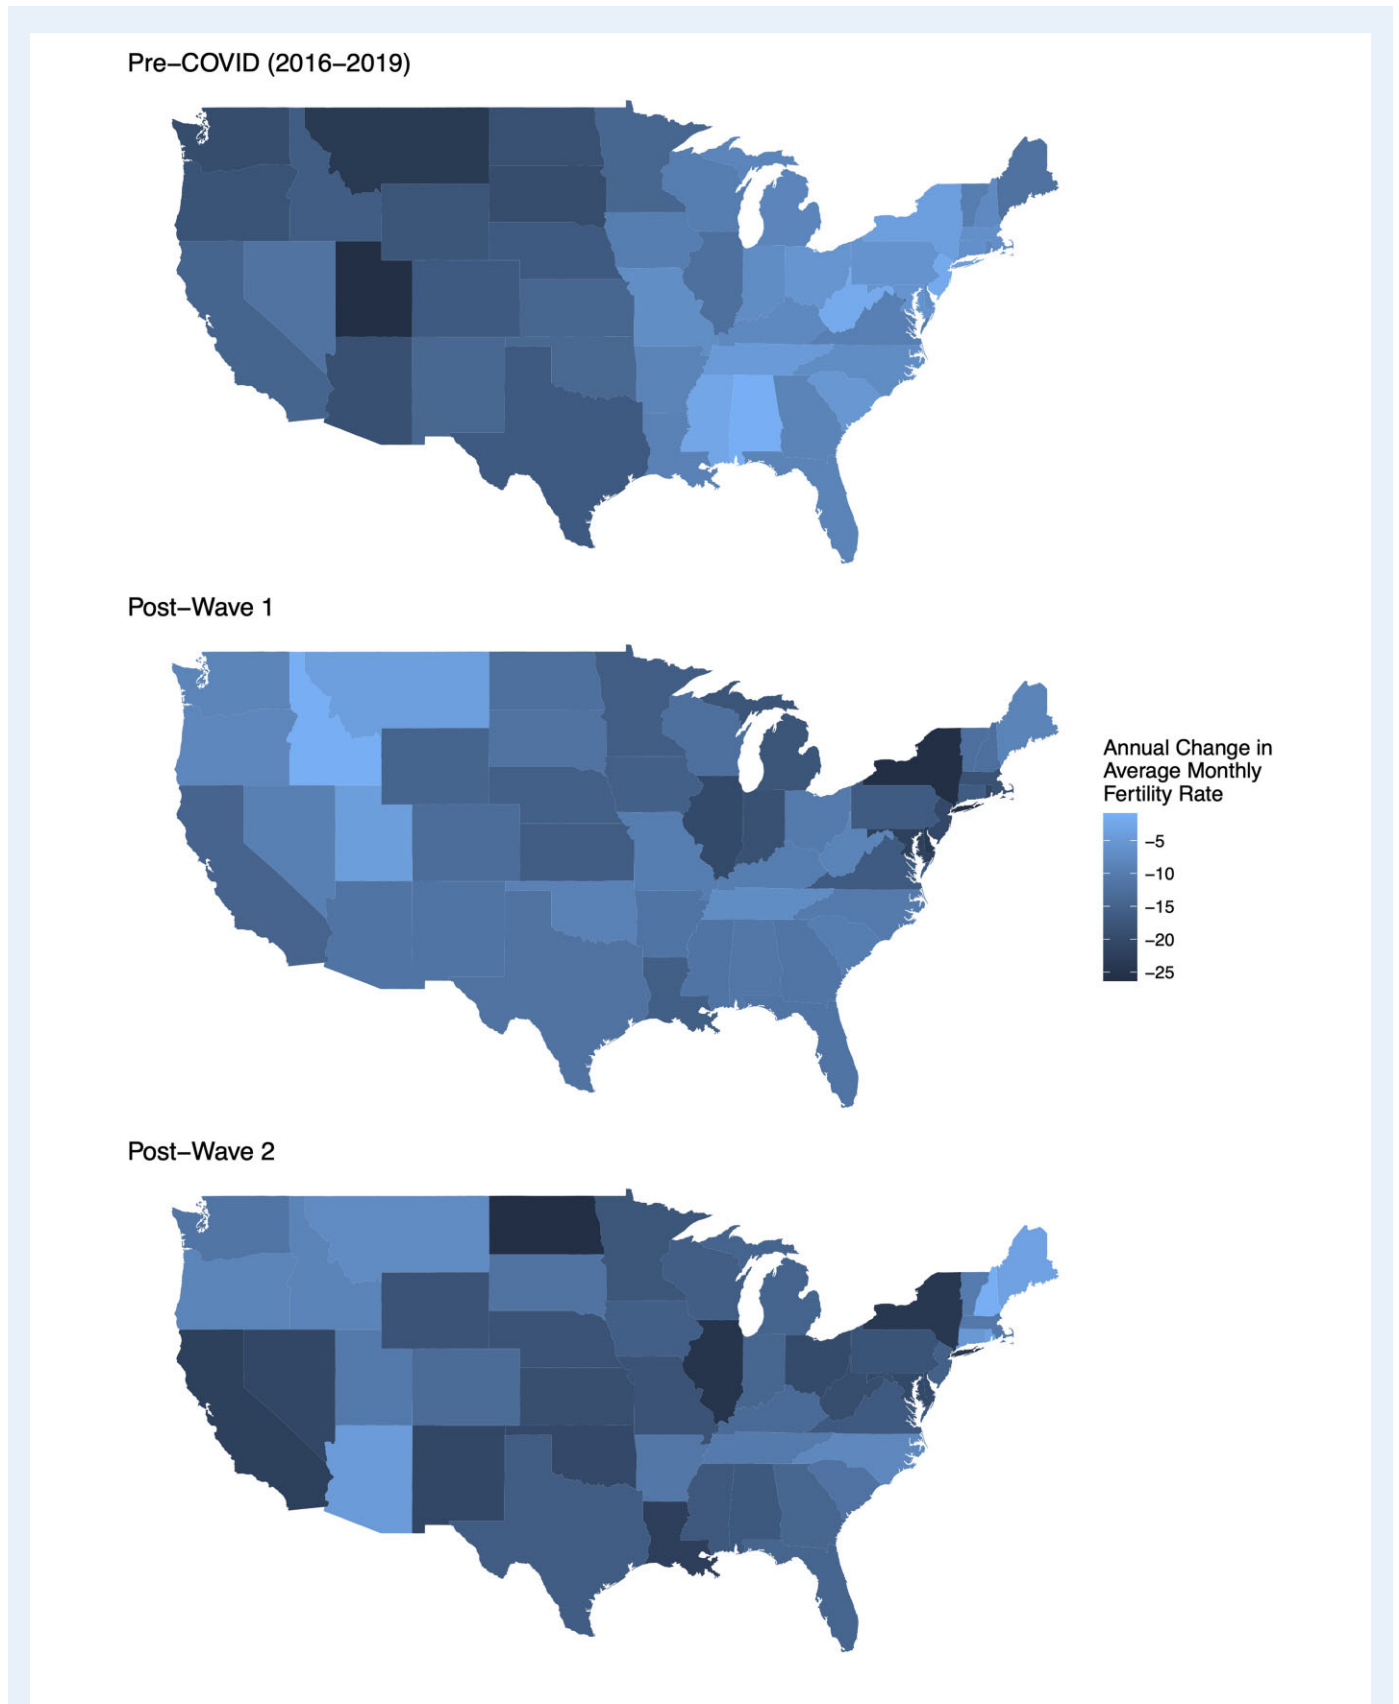 Pre–COVID (2016–2019)
Post–Wave 1
Annual Change in
Average Monthly
Fertility Rate
−5
−10
−15
−20
−25
Post–Wave 2